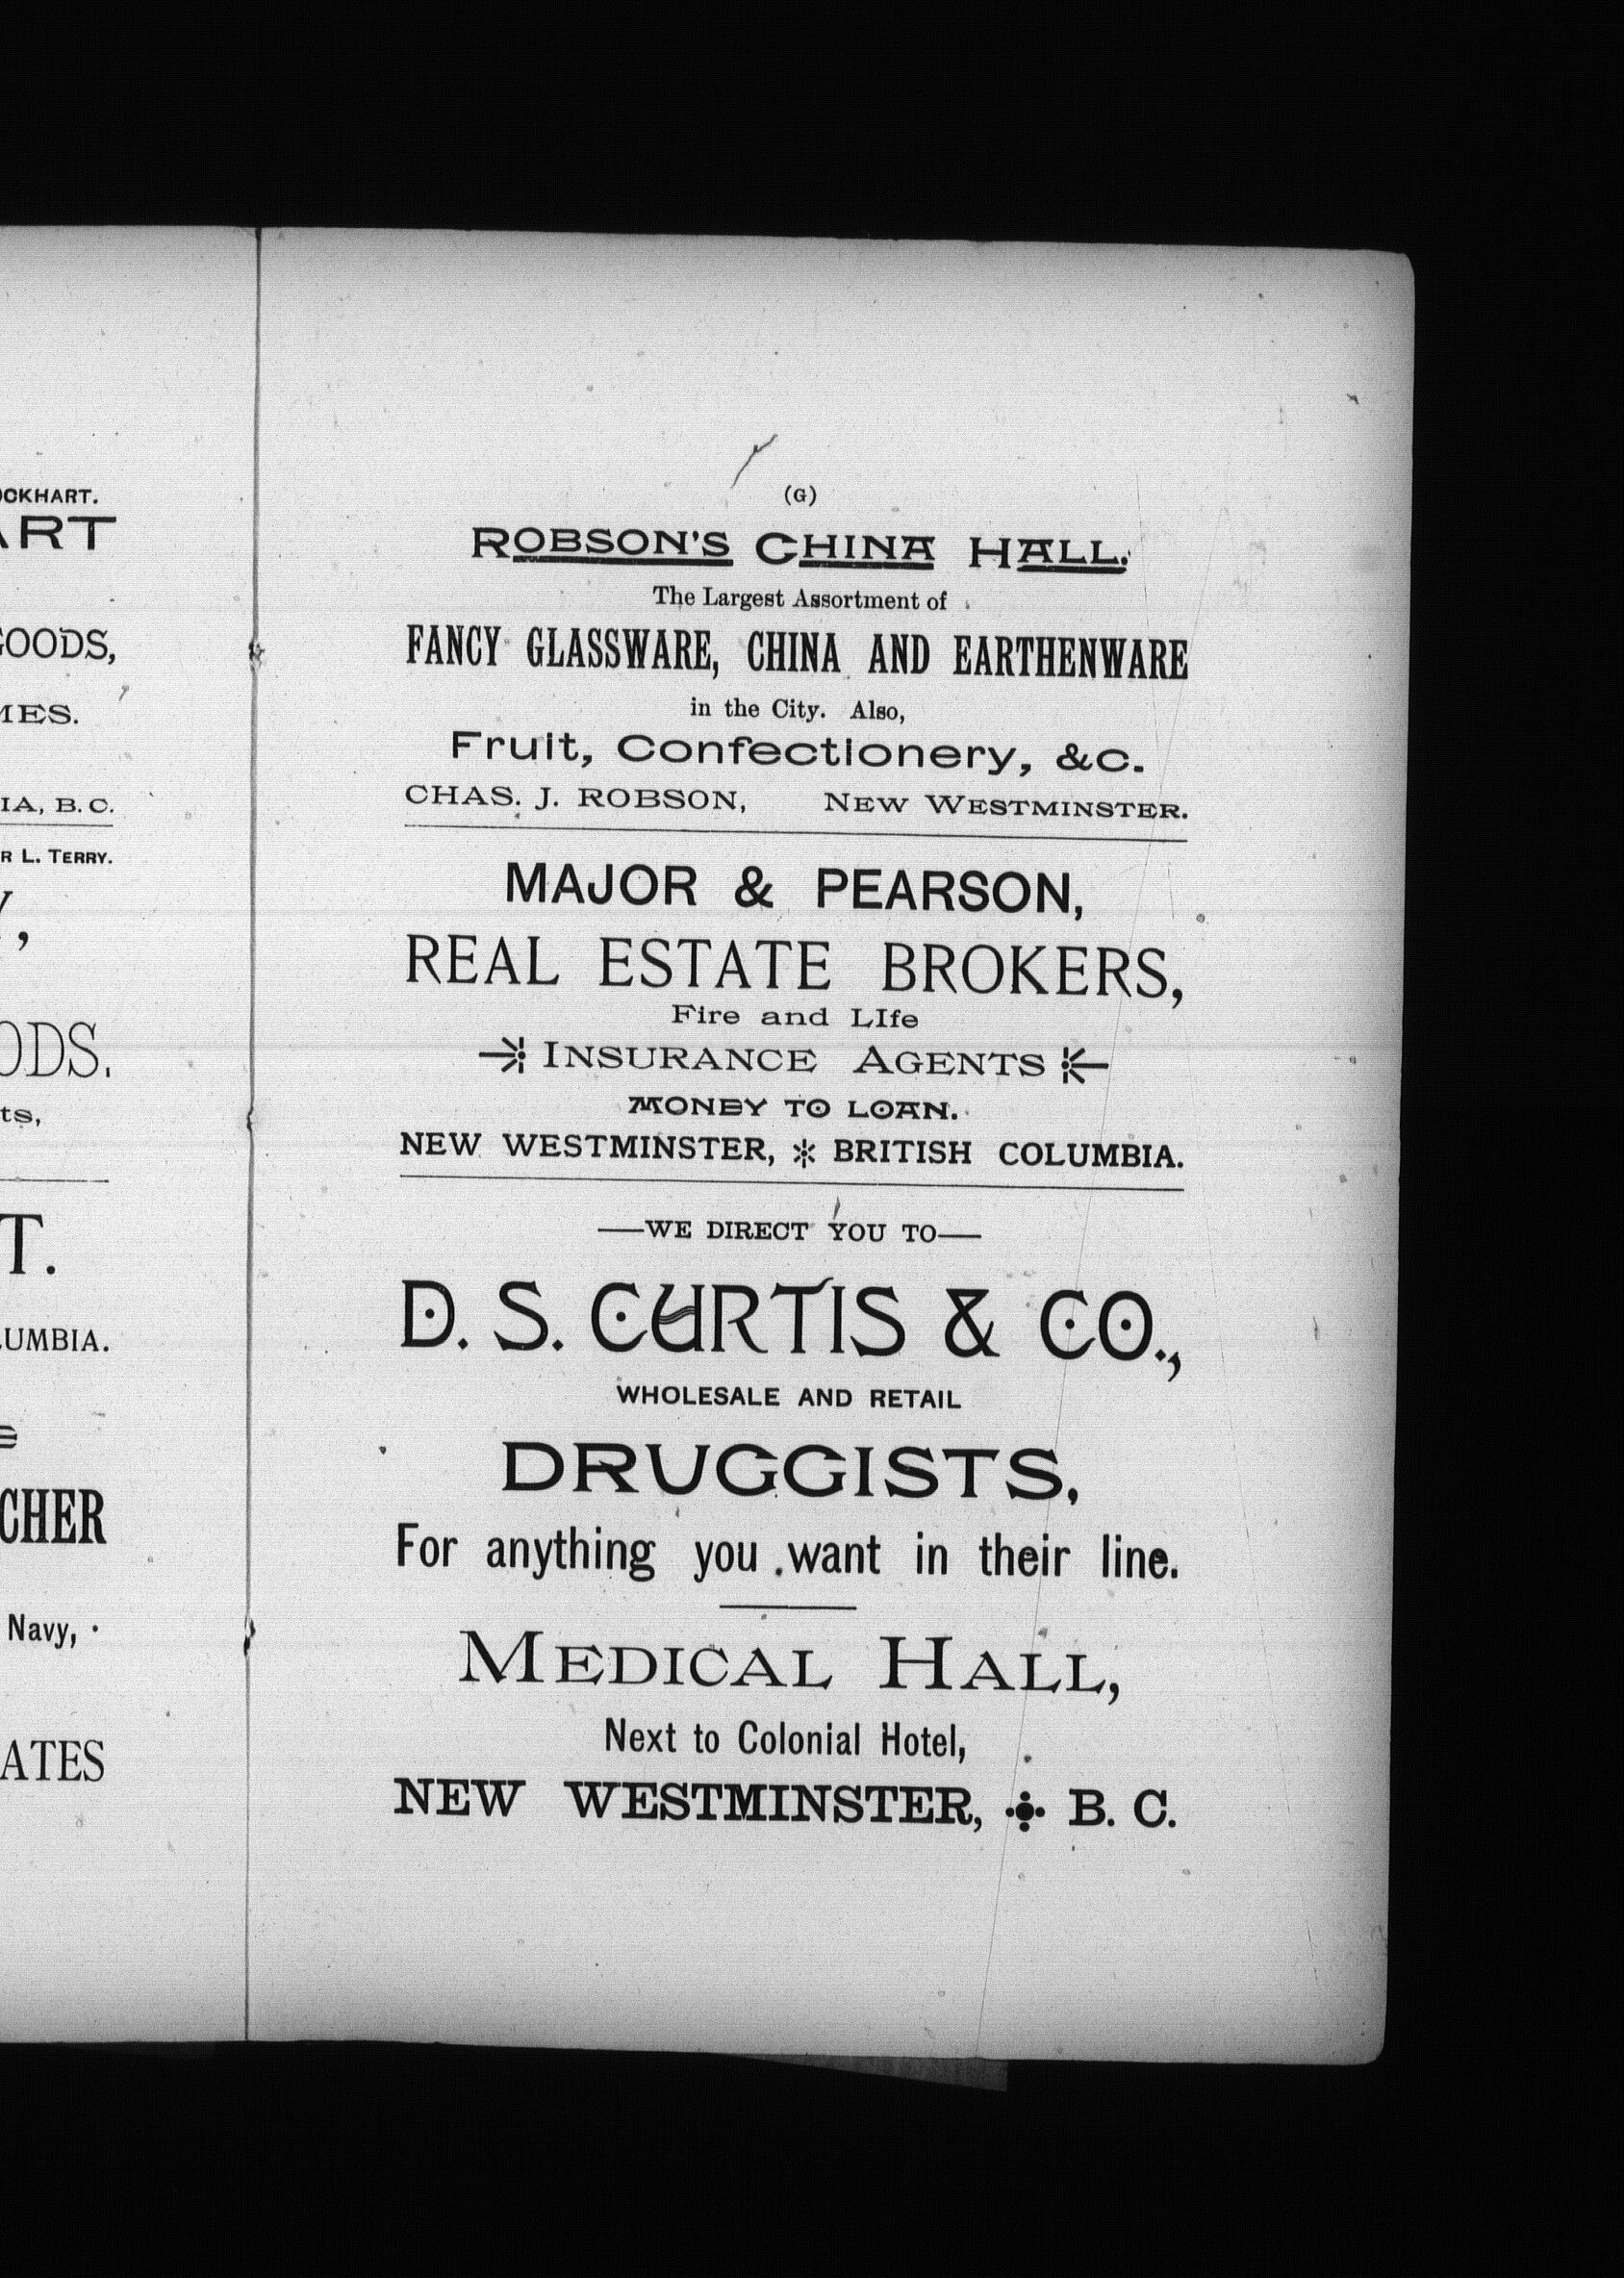 OCKHART.
ART
GOODS,
MES.
IA, B. C.
R L. TERRY.
Y,
ODS.
ts,
T.
LUMBIA.
CHER
Navy,
ATES
(G)
ROBSON'S CHINA HALL.
The Largest Assortment of
FANCY GLASSWARE, CHINA AND EARTHENWARE
in the City. Also,
Fruit, Confectionery, &c.
CHAS. J. ROBSON, NEW WESTMINSTER.
MAJOR & PEARSON,
REAL ESTATE BROKERS,
Fire and LIfe
INSURANCE AGENTS
MONEY TO LOAN.
NEW WESTMINSTER, * BRITISH COLUMBIA.
—WE DIRECT YOU TO—
D. S. CURTIS & CO.,
WHOLESALE AND RETAIL
DRUGGISTS,
For anything you want in their line.
MEDICAL HALL,
Next to Colonial Hotel,
NEW WESTMINSTER, B. C.